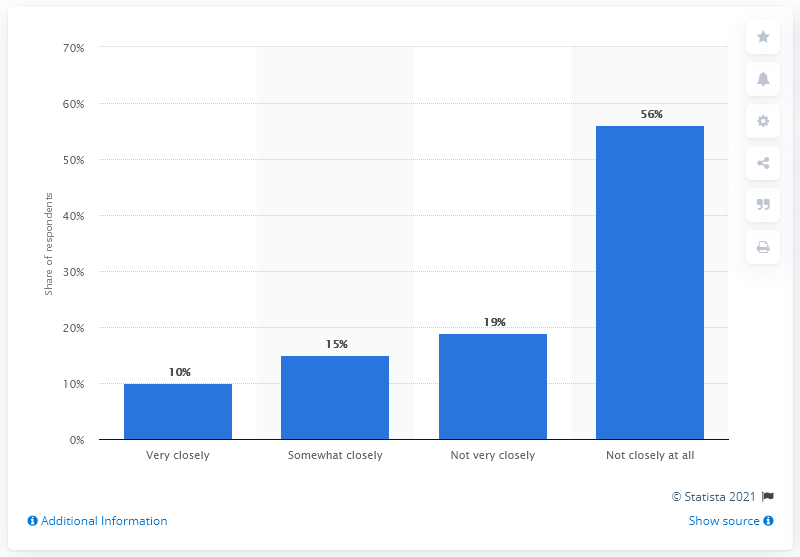 70%
60%
50%
40%
30%
20%
10%
0%
Share of respondents
10%
15%
19%
56%
Very closely
Somewhat closely
Not very closely
Not closely at all
© Statista 2021
Additional Information
Show source